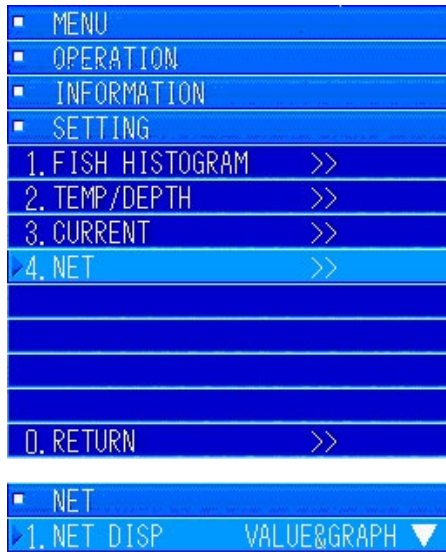 MENU
OPERATION
INFORMATION
SETTING
1. FISH HISTOGRAM >>
2. TEMP/DEPTH >>
3. CURRENT >>
4. NET >>
0. RETURN >>
NET
1. NET DISP VALUE&GRAPH